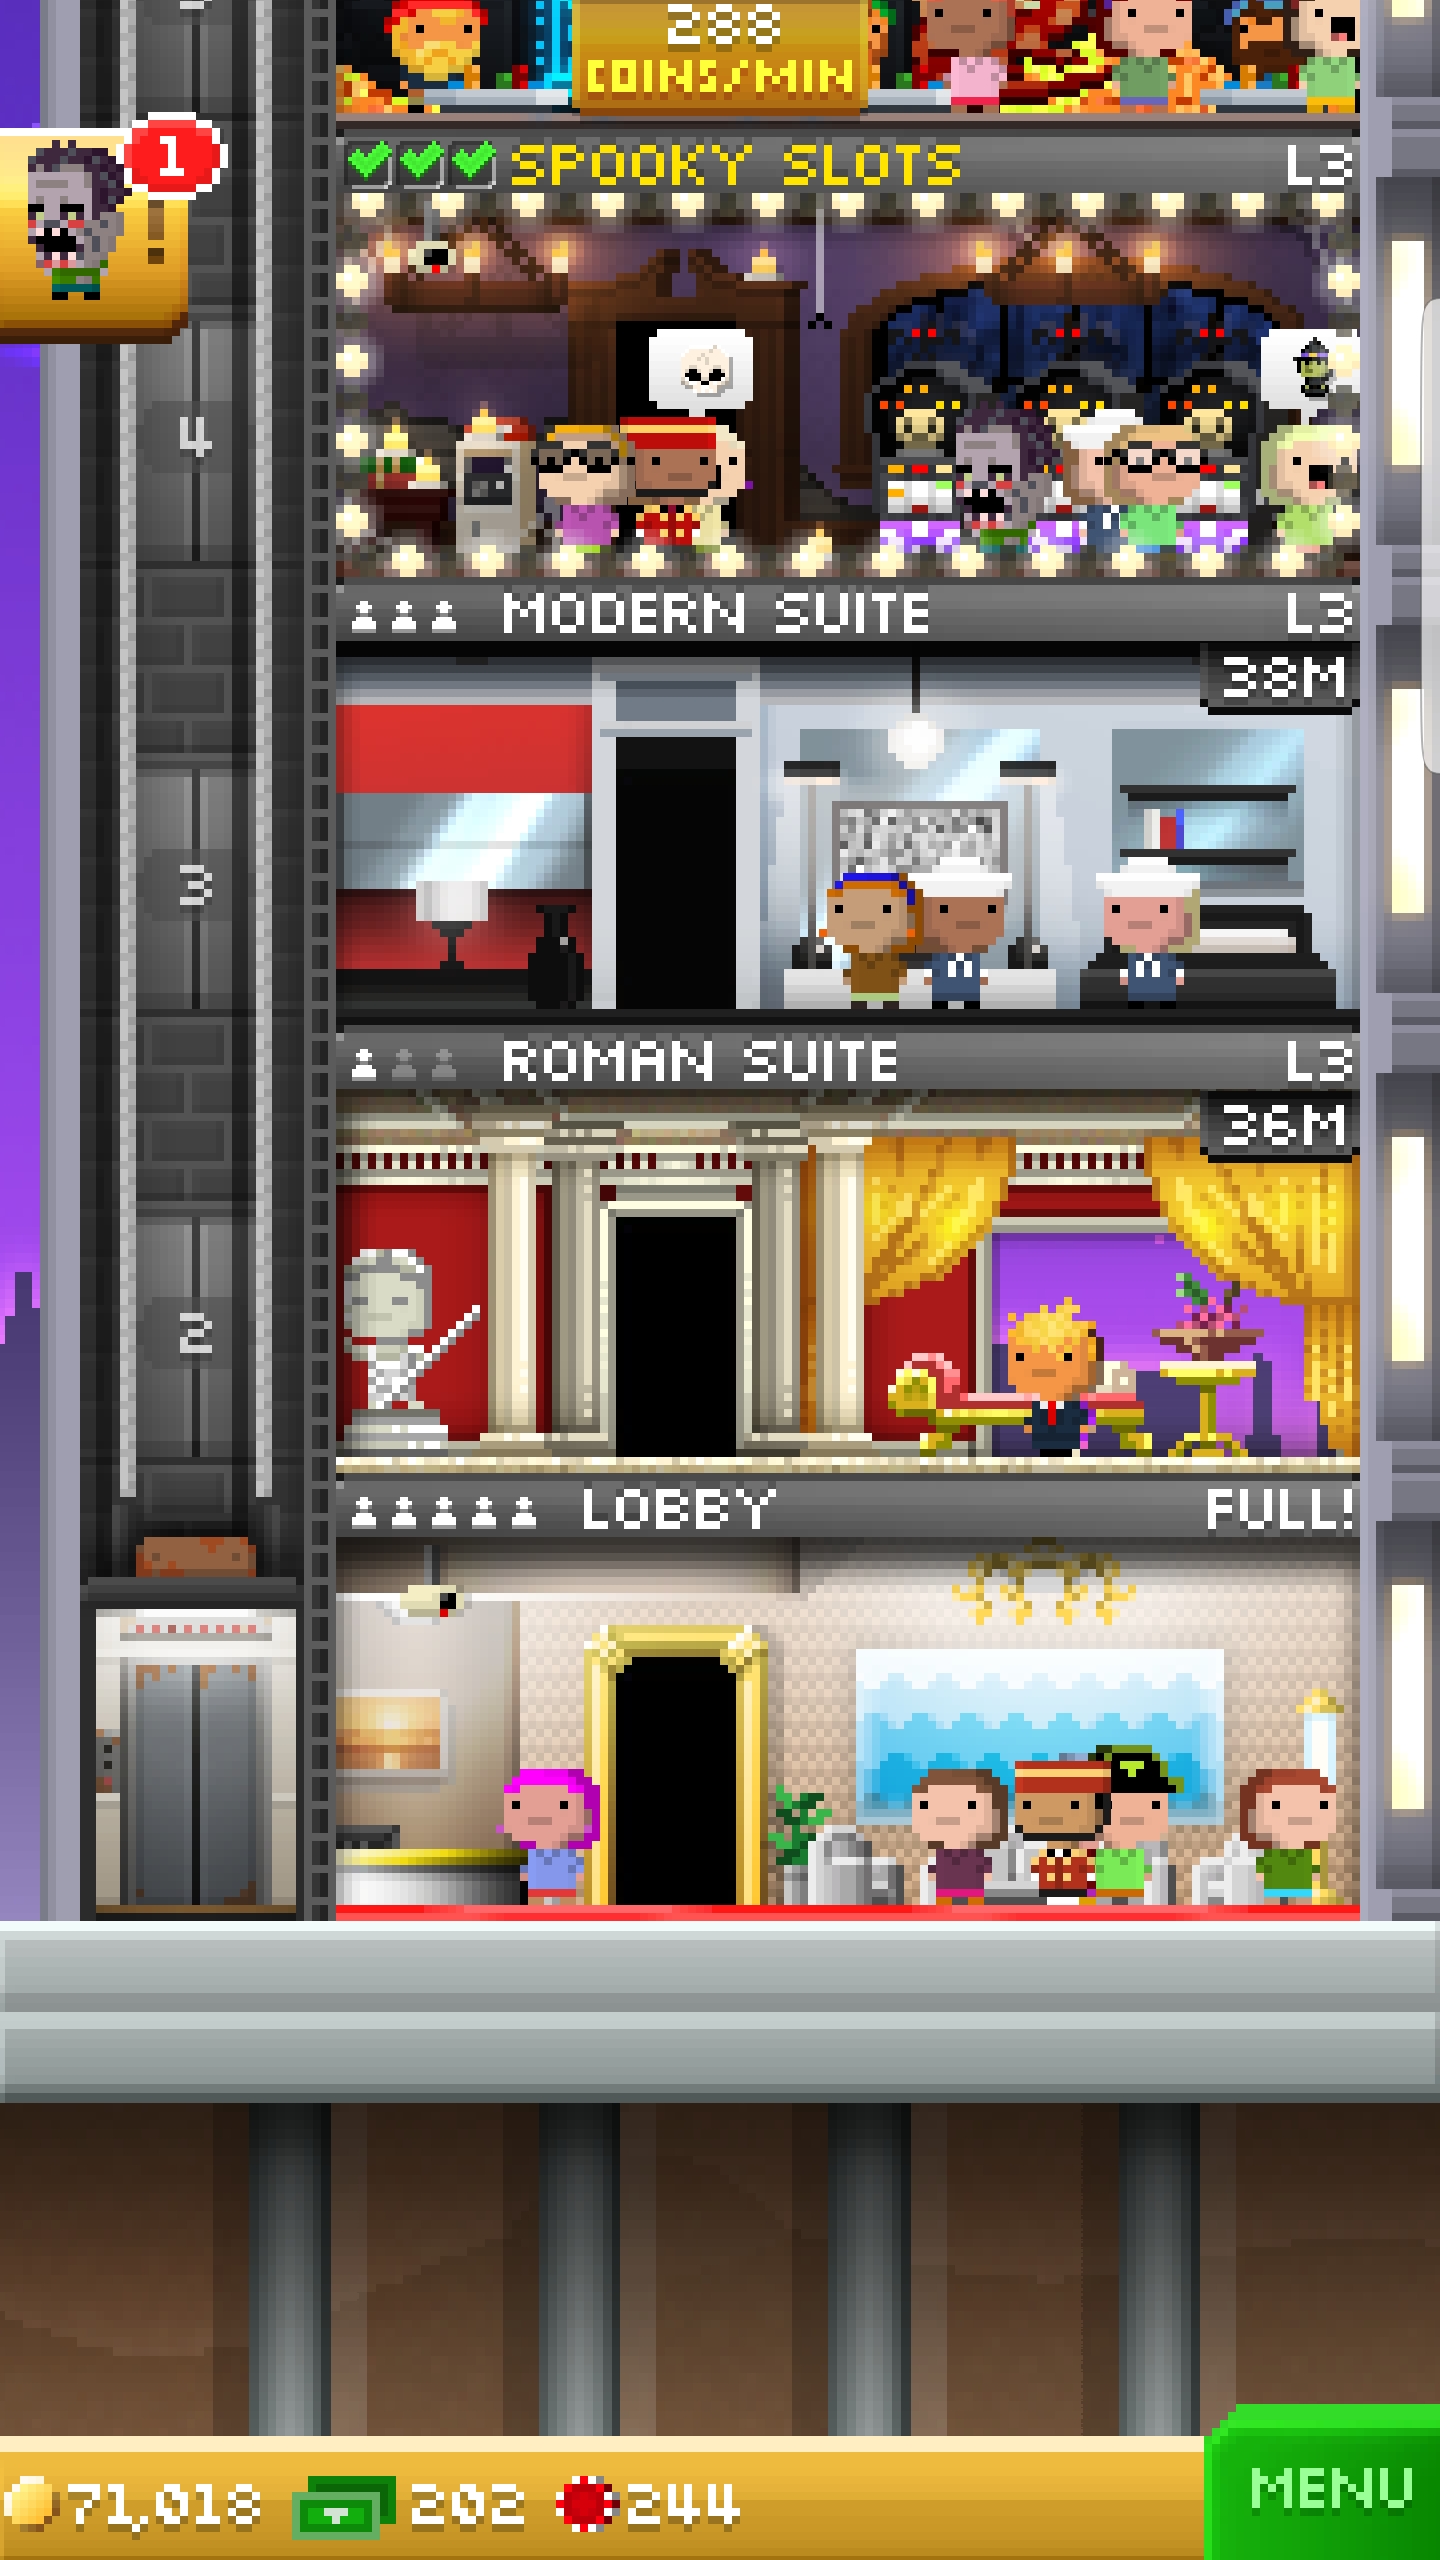 288
COINS/MIN
1
!
SPOOKY SLOTS L3
4
MODERN SUITE L3
38M
3
ROMAN SUITE L3
36M
2
LOBBY FULL!
71,018 202 244
MENU